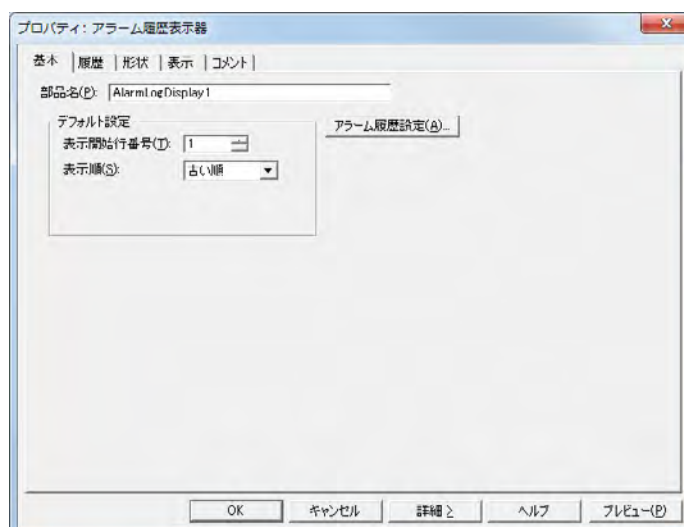 プロパティ: アラーム履歴表示器
基本 履歴 形状 表示 コメント
部品名(P): AlarmLogDisplay1
デフォルト設定
アラーム履歴設定(A)...
表示開始行番号(T): 1
表示順(S): 古い順
OK キャンセル 詳細 ≥ ヘルプ プレビュー(P)